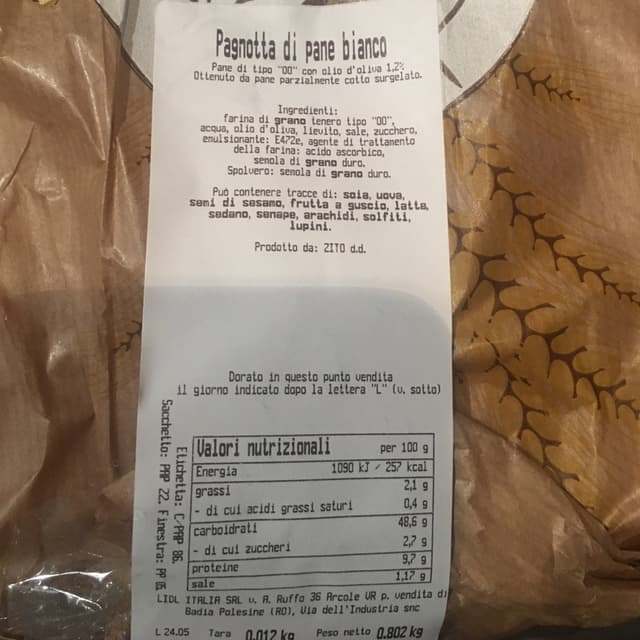 Pagnotta di pane bianco
Pane di tipo "00" con olio d'oliva 1,2%
Ottenuto da pane parzialmente cotto surgelato.
Ingredienti:
farina di grano tenero tipo "00",
acqua, olio d'oliva, lievito, sale, zucchero,
emulsionante: E472e, agente di trattamento
della farina: acido ascorbico,
semola di grano duro.
Spolvero: semola di grano duro.
Può contenere tracce di: soia, uova,
semi di sesamo, frutta a guscio, latte,
sedano, senape, arachidi, solfiti,
lupini.
Prodotto da: ZITO d.d.
Dorato in questo punto vendita
il giorno indicato dopo la lettera "L" (v. sotto)
Valori nutrizionali per 100 g
Energia 1090 kJ / 257 kcal
grassi 2,1 g
- di cui acidi grassi saturi 0,4 g
carboidrati 48,6 g
- di cui zuccheri 2,7 g
proteine 9,7 g
sale 1,17 g
Etichetta: C-PAP 86.
Sacchetto: PAP 22. Finestra: PP 05
LIDL ITALIA SRL v. A. Ruffo 36 Arcole VR p. vendita di
Badia Polesine (RO), Via dell'Industria snc
L 24.05 Tara 0.012 kg Peso netto 0.802 kg